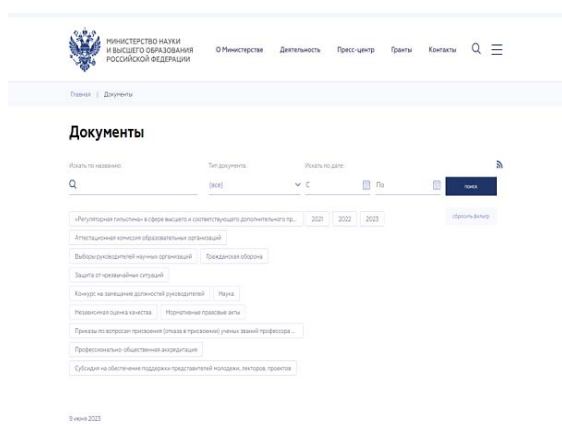 МИНИСТЕРСТВО НАУКИ
И ВЫСШЕГО ОБРАЗОВАНИЯ
РОССИЙСКОЙ ФЕДЕРАЦИИ
О Министерстве Деятельность Пресс-центр Гранты Контакты
Главная | Документы
Документы
Искать по названию: Тип документа: Искать по дате:
(все) С По ПОИСК
«Регуляторная гильотина» в сфере высшего и соответствующего дополнительного пр... 2021 2022 2023 сбросить фильтр
Аттестационная комиссия образовательных организаций
Выборы руководителей научных организаций Гражданская оборона
Защита от чрезвычайных ситуаций
Конкурс на замещение должностей руководителей Наука
Независимая оценка качества Нормативные правовые акты
Приказы по вопросам присвоения (отказа в присвоении) ученых званий профессора ...
Профессионально-общественная аккредитация
Субсидия на обеспечение поддержки представителей молодежи, лекторов, проектов
9 июня 2023